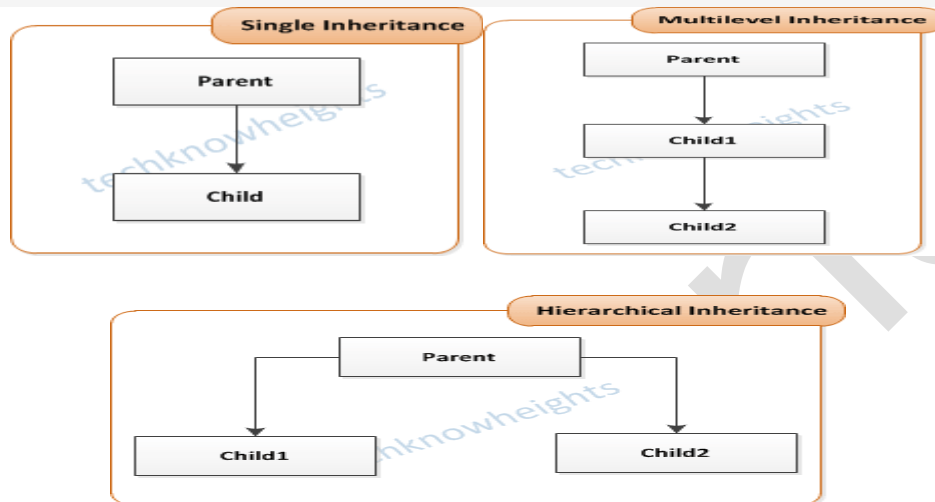 Single Inheritance
Parent
Child
techknowheights
Multilevel Inheritance
Parent
Child1
Child2
Hierarchical Inheritance
Parent
Child1
Child2